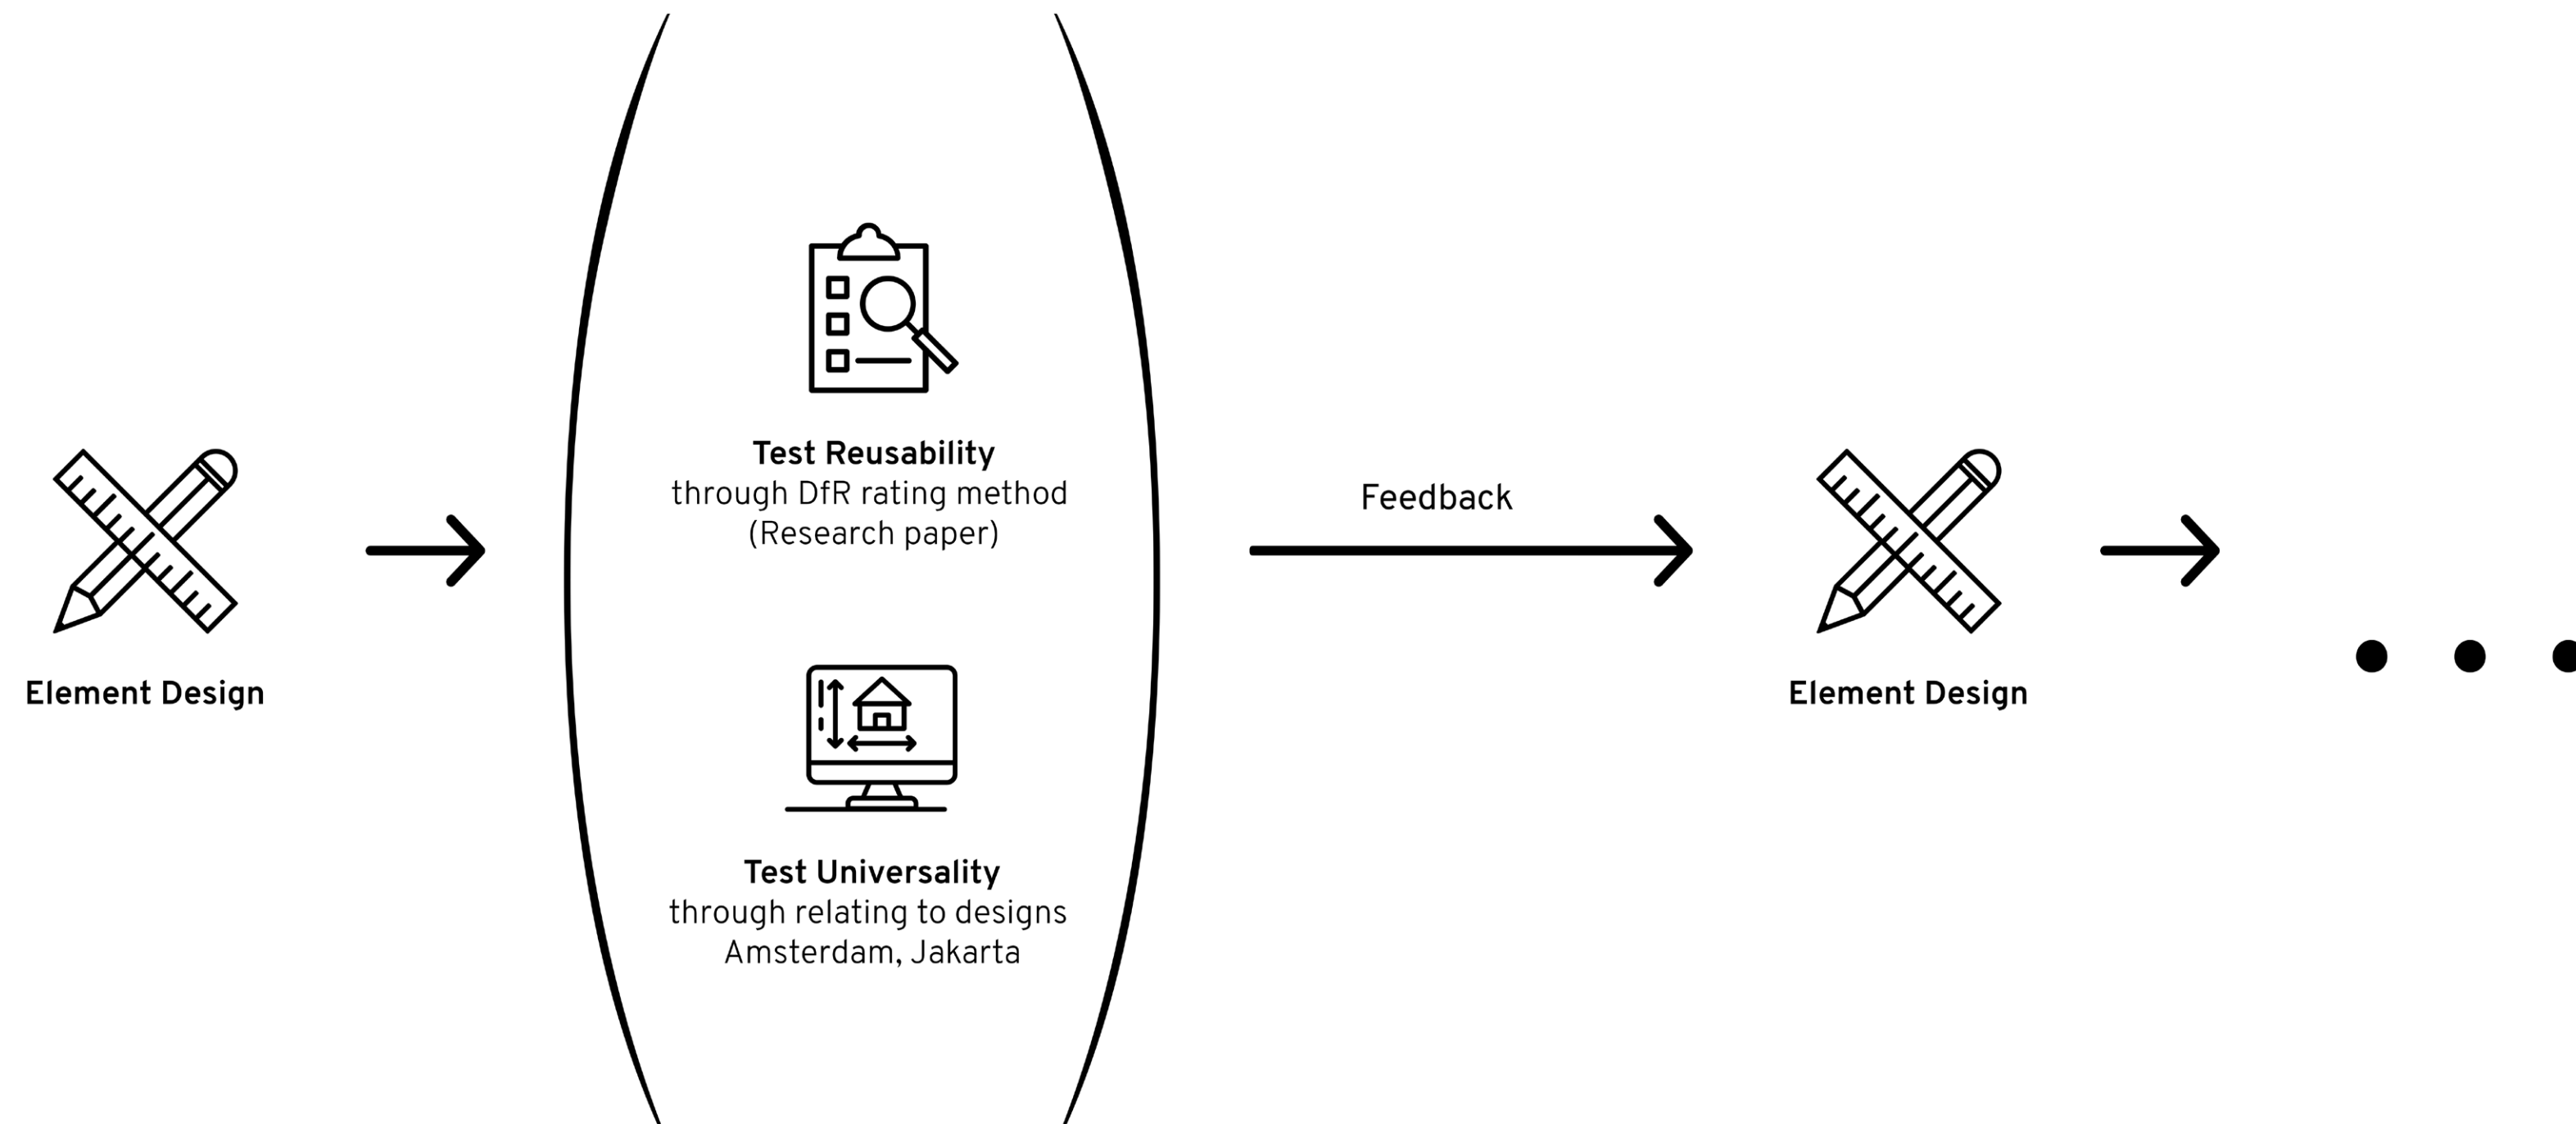 Element Design
Test Reusability
through DfR rating method
(Research paper)
Test Universality
through relating to designs
Amsterdam, Jakarta
Feedback
Element Design